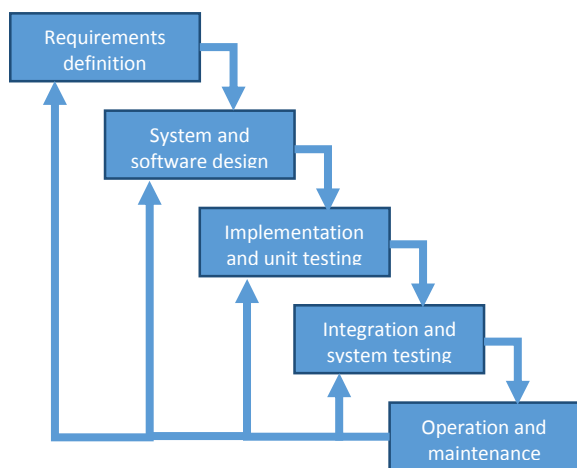 Requirements
definition
System and
software design
Implementation
and unit testing
Integration and
system testing
Operation and
maintenance